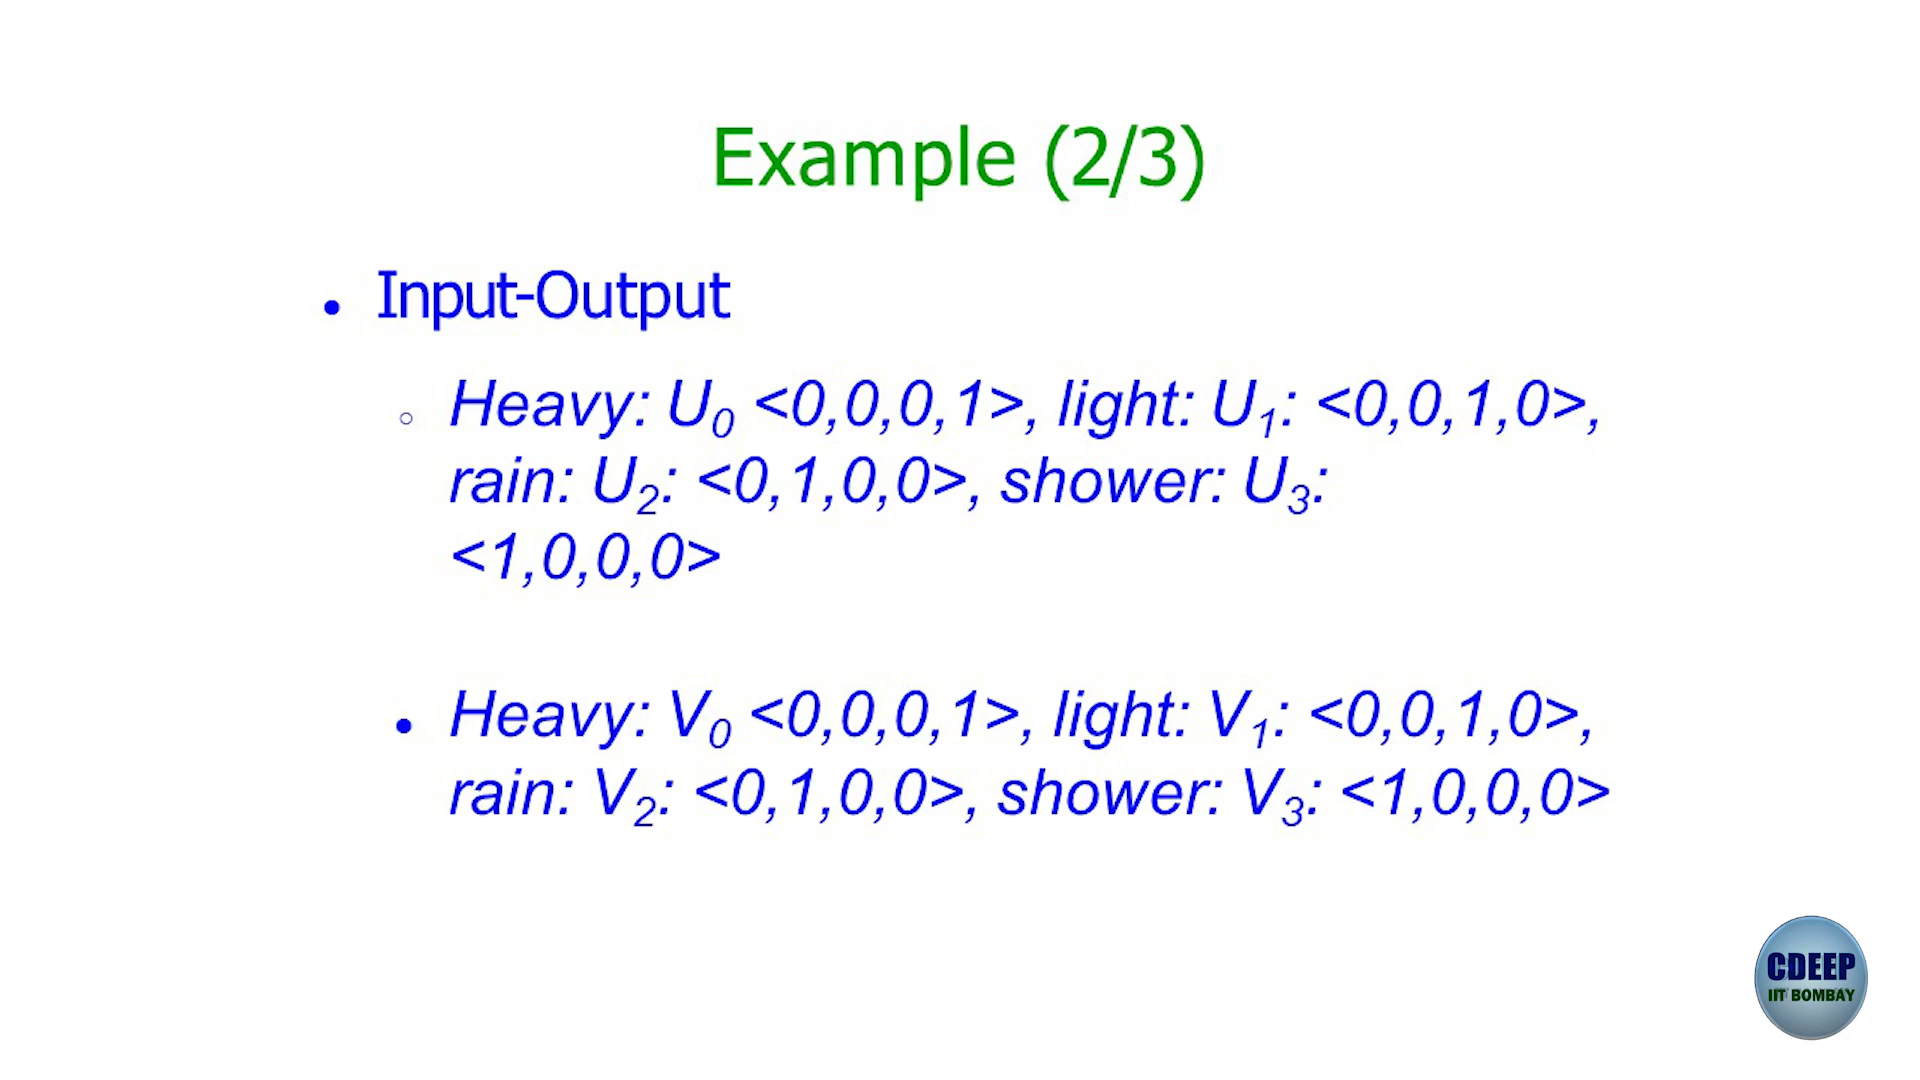 Example (2/3)
• Input-Output
○ Heavy: U₀ <0,0,0,1>, light: U₁: <0,0,1,0>,
rain: U₂: <0,1,0,0>, shower: U₃:
<1,0,0,0>
• Heavy: V₀ <0,0,0,1>, light: V₁: <0,0,1,0>,
rain: V₂: <0,1,0,0>, shower: V₃: <1,0,0,0>
CDEEP
IIT BOMBAY